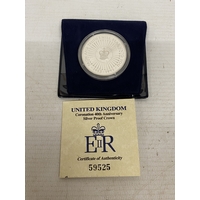 UNITED KINGDOM
Coronation 40th Anniversary
Silver Proof Crown
EIIR
Certificate of Authenticity
59525